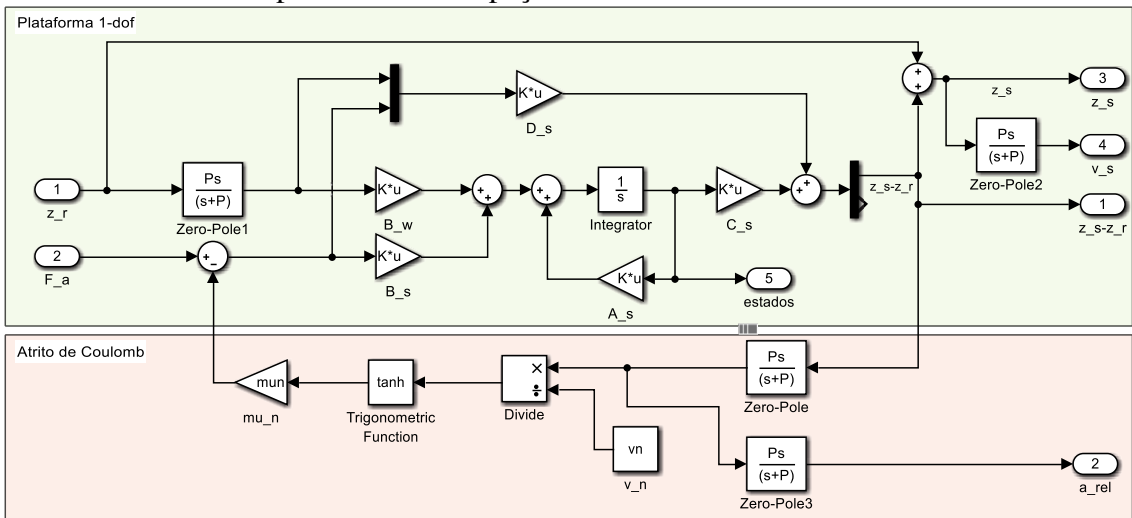 Plataforma 1-dof
+
+
z_s
3
z_s
K*u
D_s
Ps
(s+P)
Zero-Pole2
4
v_s
1
z_r
Ps
(s+P)
Zero-Pole1
K*u
B_w
+
+
+
+
1
s
Integrator
K*u
C_s
+
+
z_s-z_r
1
z_s-z_r
2
F_a
+
−
K*u
B_s
K*u
A_s
5
estados
Atrito de Coulomb
mun
mu_n
tanh
Trigonometric
Function
×
÷
Divide
Ps
(s+P)
Zero-Pole
vn
v_n
Ps
(s+P)
Zero-Pole3
2
a_rel